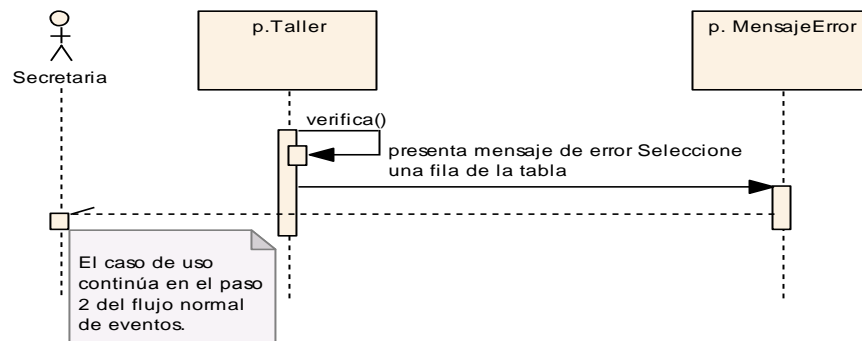 p.Taller
p. MensajeError
Secretaria
verifica()
presenta mensaje de error Seleccione
una fila de la tabla
El caso de uso
continúa en el paso
2 del flujo normal
de eventos.